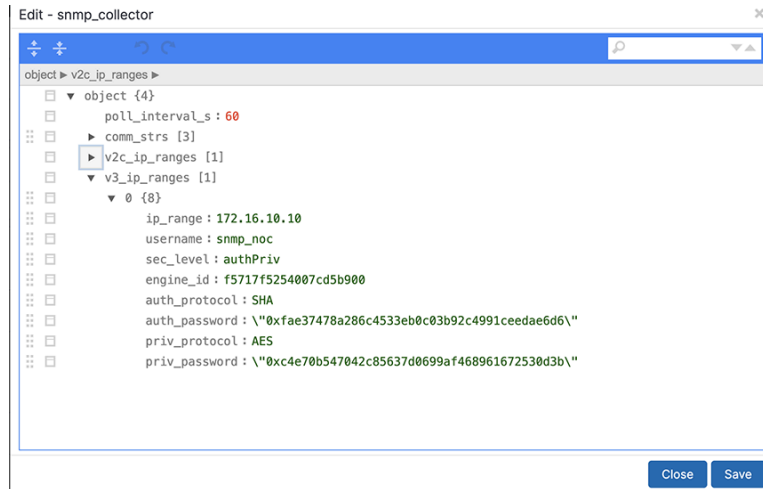 Edit - snmp_collector
object ▶ v2c_ip_ranges ▶
object {4}
poll_interval_s : 60
comm_strs [3]
v2c_ip_ranges [1]
v3_ip_ranges [1]
0 {8}
ip_range : 172.16.10.10
username : snmp_noc
sec_level : authPriv
engine_id : f5717f5254007cd5b900
auth_protocol : SHA
auth_password : \"0xfae37478a286c4533eb0c03b92c4991ceedae6d6\"
priv_protocol : AES
priv_password : \"0xc4e70b547042c85637d0699af468961672530d3b\"
Close Save